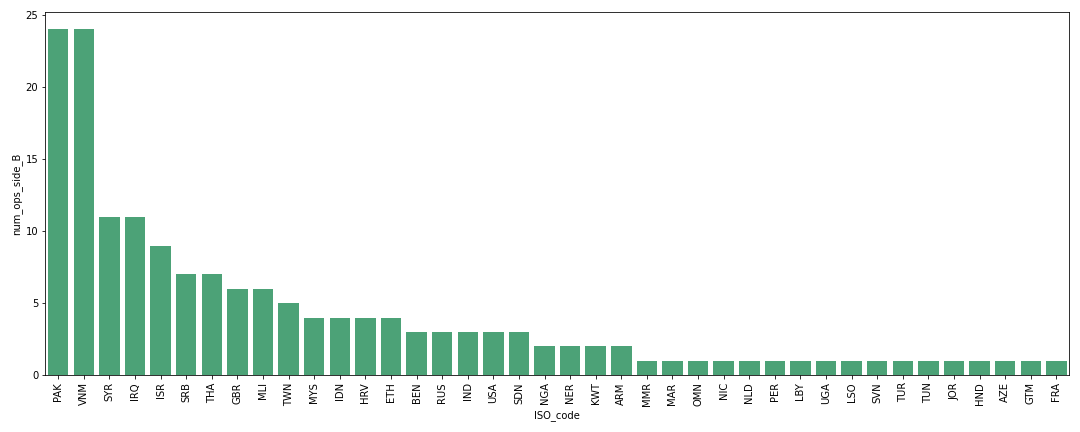 25
20
15
10
5
0
num_ops_side_B
PAK VNM SYR IRQ ISR SRB THA GBR MLI TWN MYS IDN HRV ETH BEN RUS IND USA SDN NGA NER KWT ARM MMR MAR OMN NIC NLD PER LBY UGA LSO SVN TUR TUN JOR HND AZE GTM FRA
ISO_code